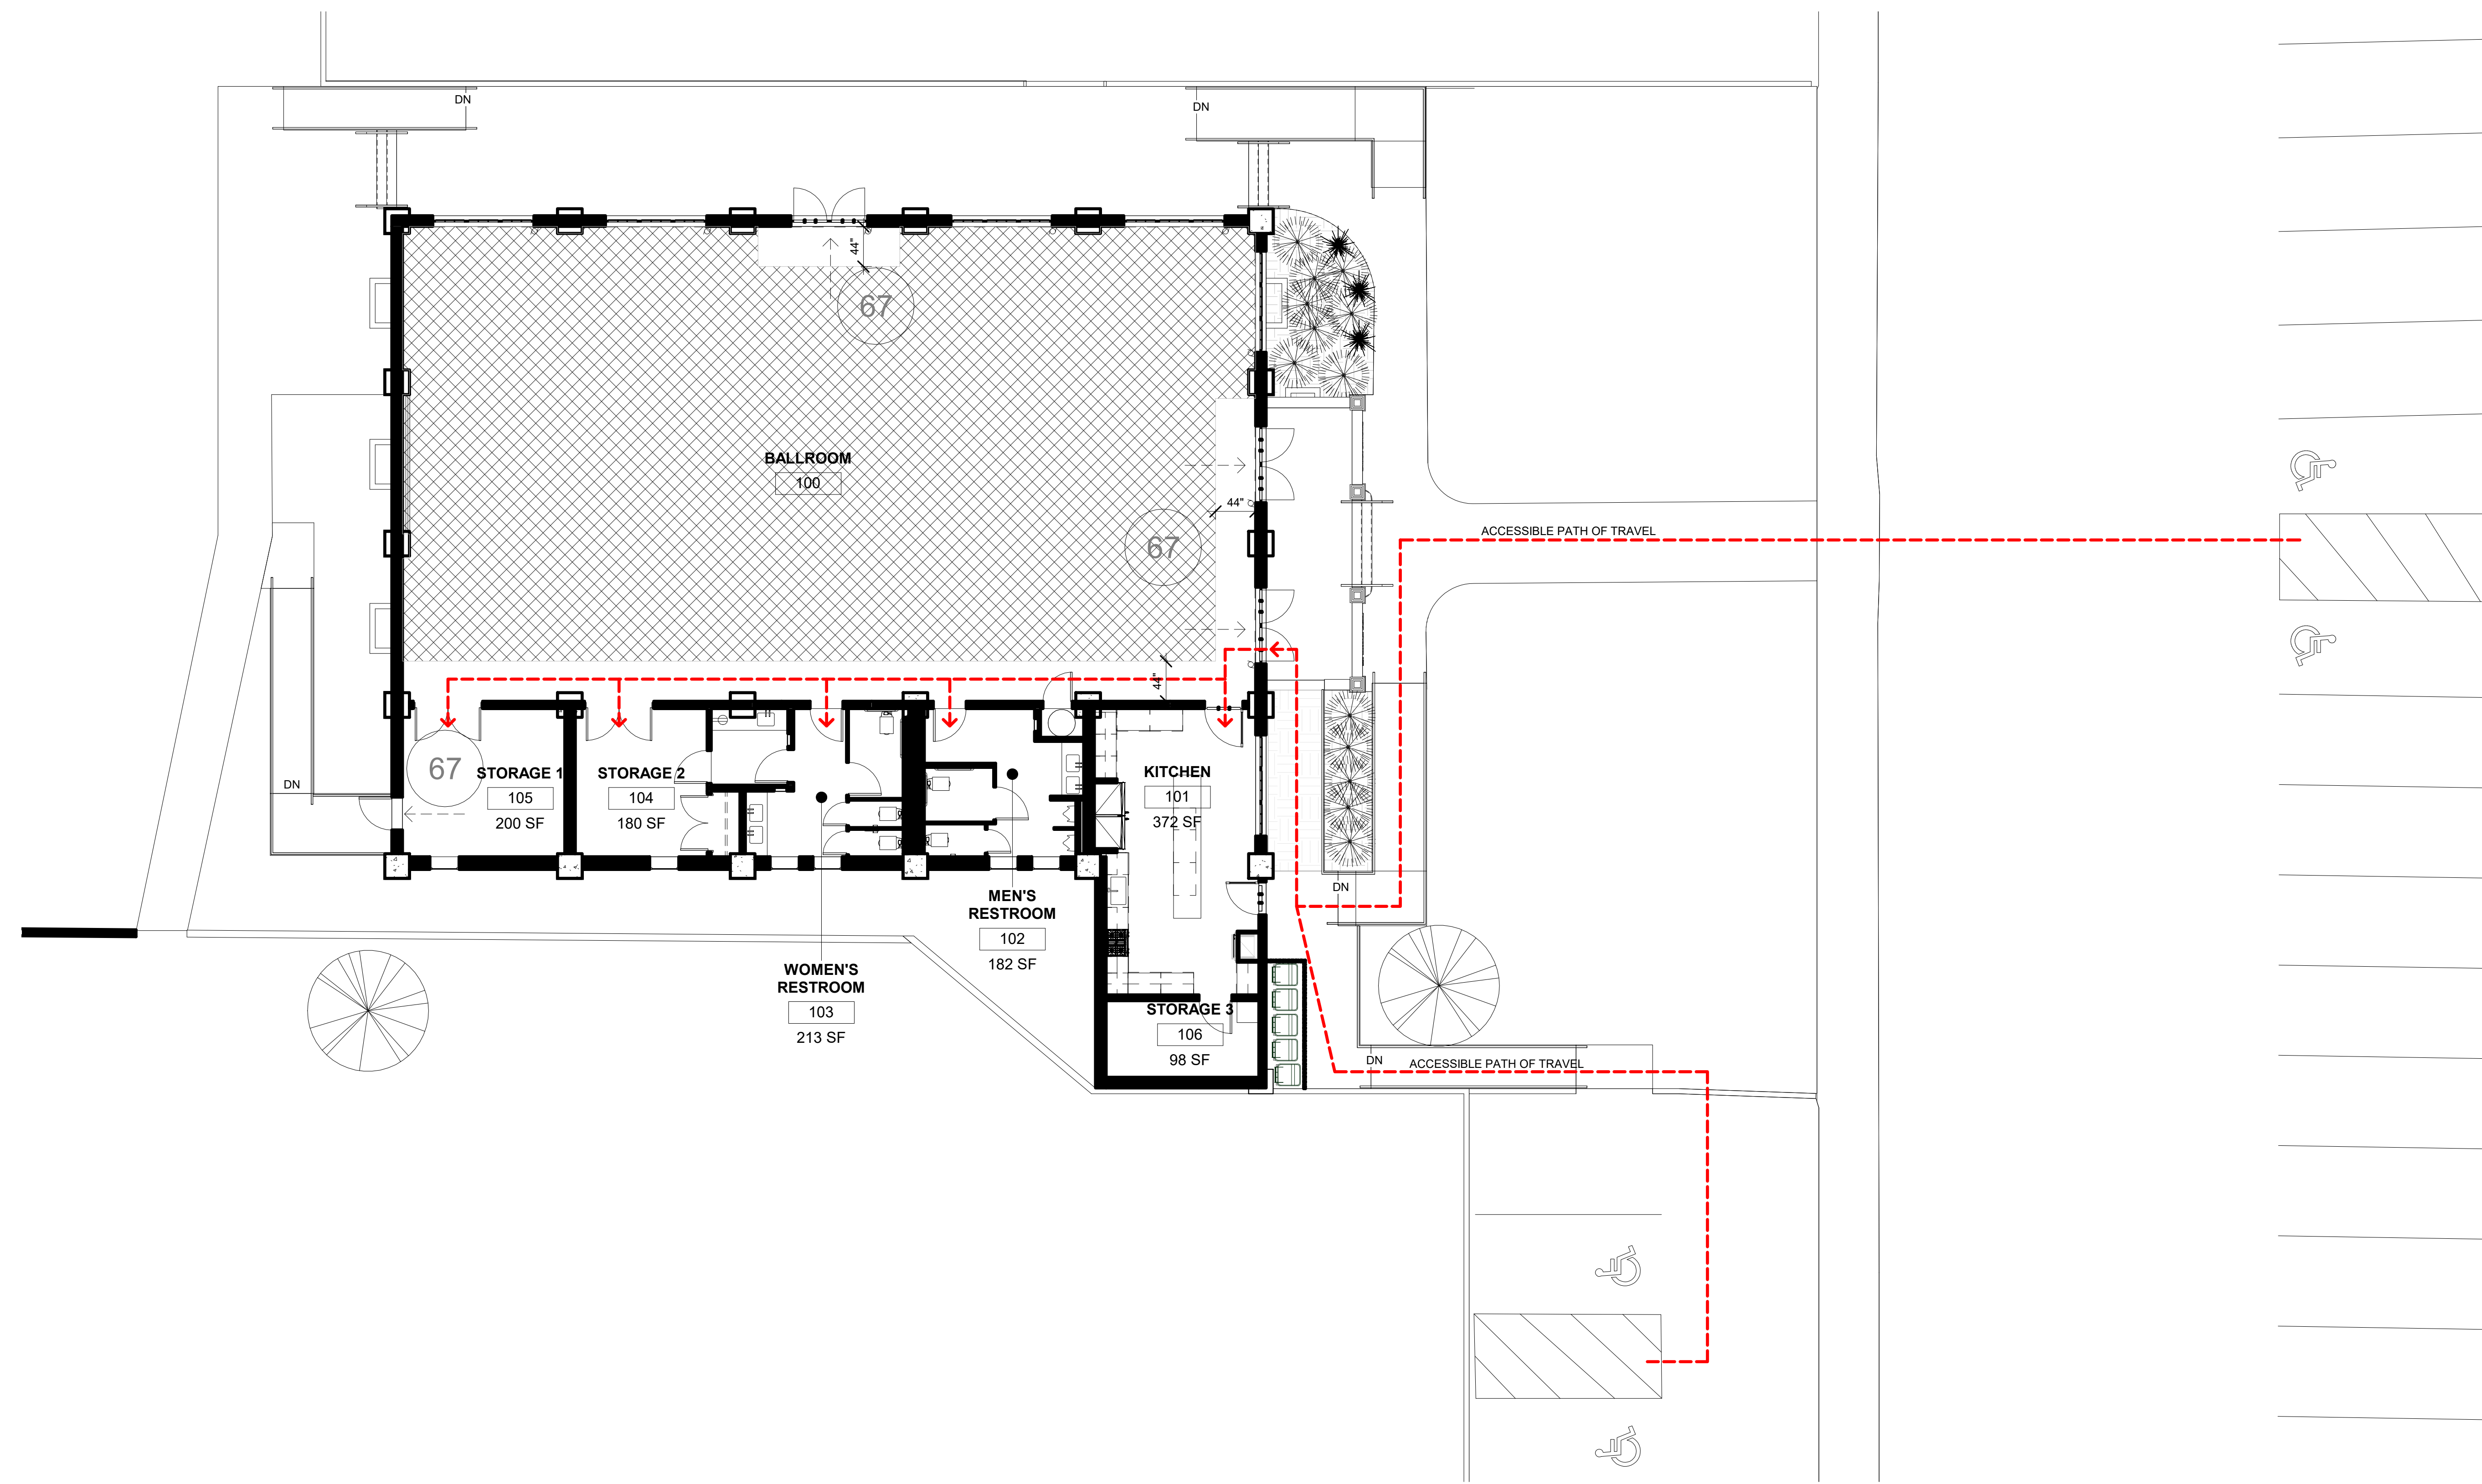 DN
DN
44"
67
BALLROOM
100
44"
67
ACCESSIBLE PATH OF TRAVEL
44"
67
STORAGE 1
105
200 SF
STORAGE 2
104
180 SF
KITCHEN
101
372 SF
DN
DN
MEN'S
RESTROOM
102
182 SF
WOMEN'S
RESTROOM
103
213 SF
STORAGE 3
106
98 SF
DN
ACCESSIBLE PATH OF TRAVEL